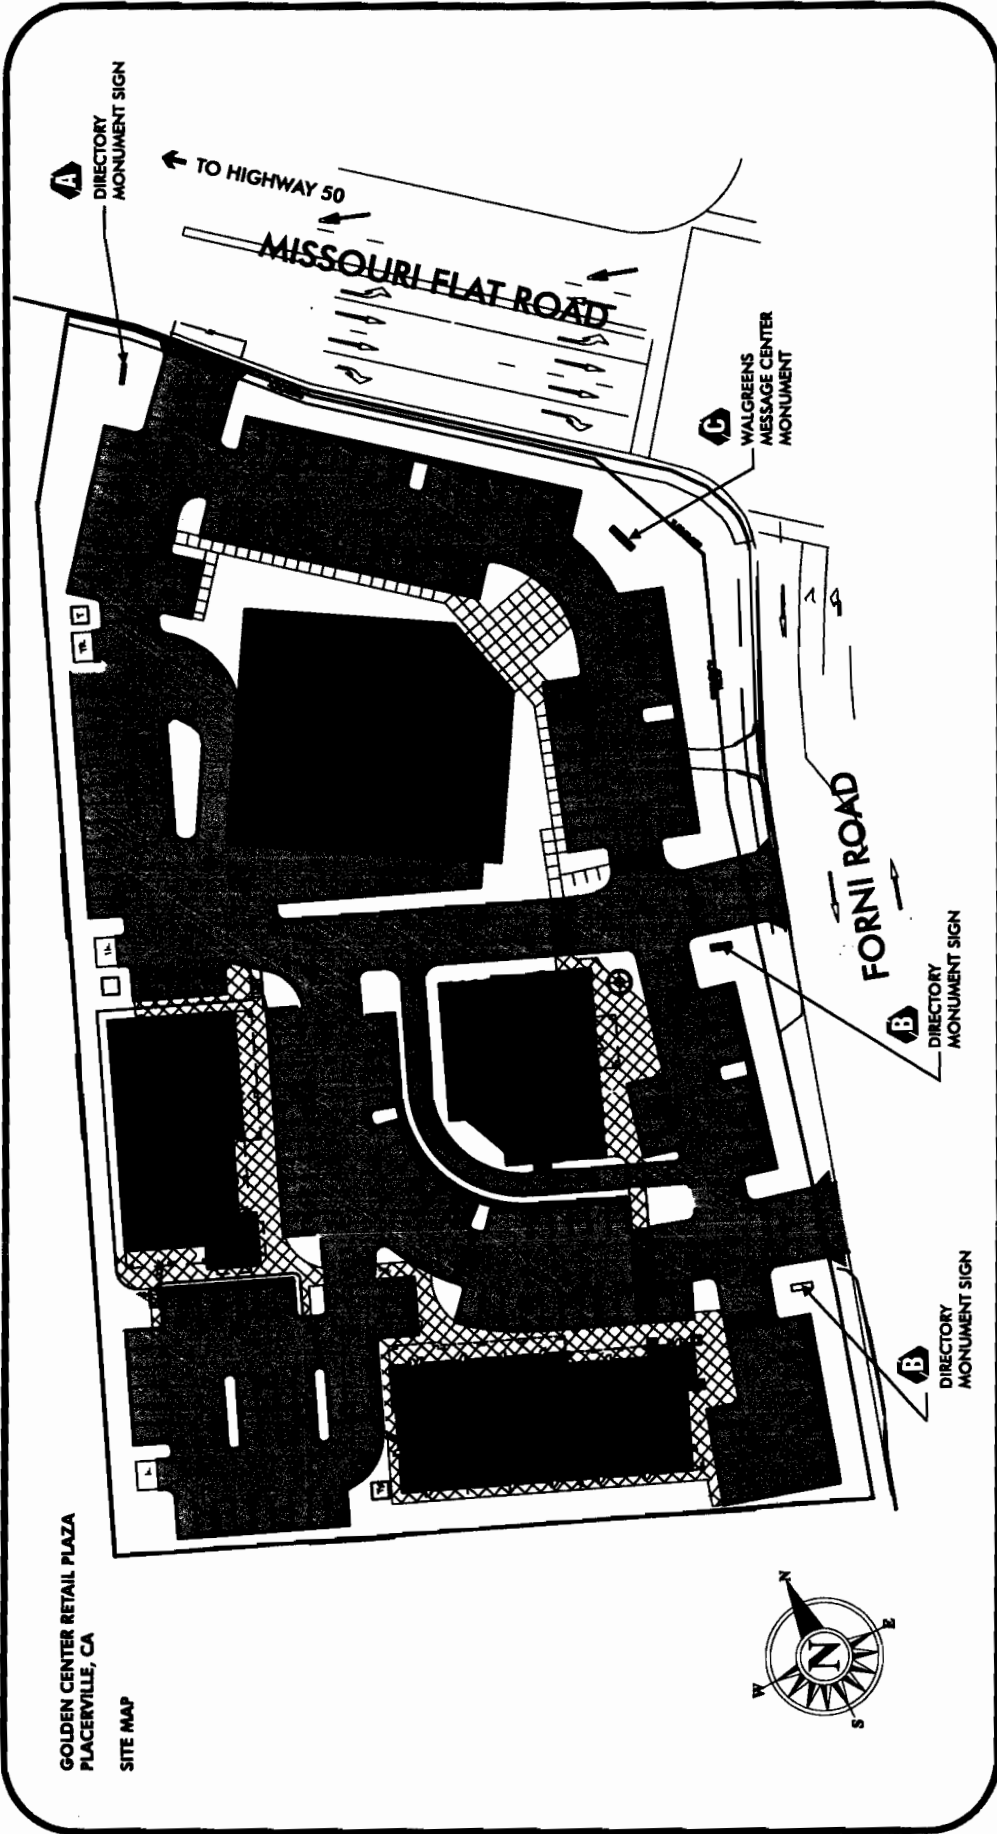 GOLDEN CENTER RETAIL PLAZA
PLACERVILLE, CA
SITE MAP
A
DIRECTORY
MONUMENT SIGN
TO HIGHWAY 50
MISSOURI FLAT ROAD
C
WALGREENS
MESSAGE CENTER
MONUMENT
FORNI ROAD
B
DIRECTORY
MONUMENT SIGN
B
DIRECTORY
MONUMENT SIGN
N
W
N
E
S